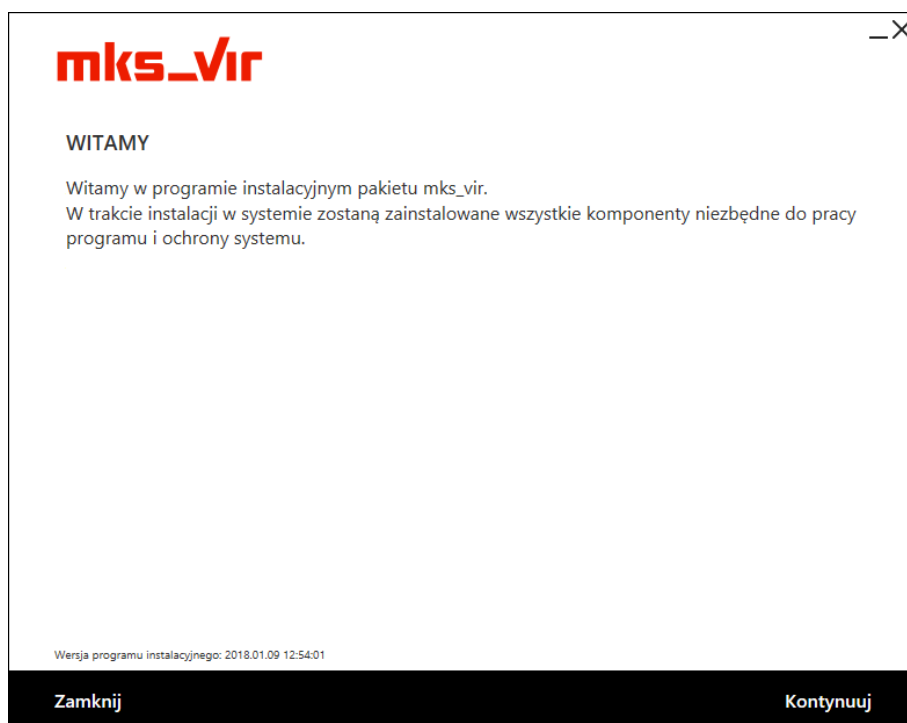 mks_vir
WITAMY
Witamy w programie instalacyjnym pakietu mks_vir.
W trakcie instalacji w systemie zostaną zainstalowane wszystkie komponenty niezbędne do pracy
programu i ochrony systemu.
Wersja programu instalacyjnego: 2018.01.09 12:54:01
Zamknij
Kontynuuj